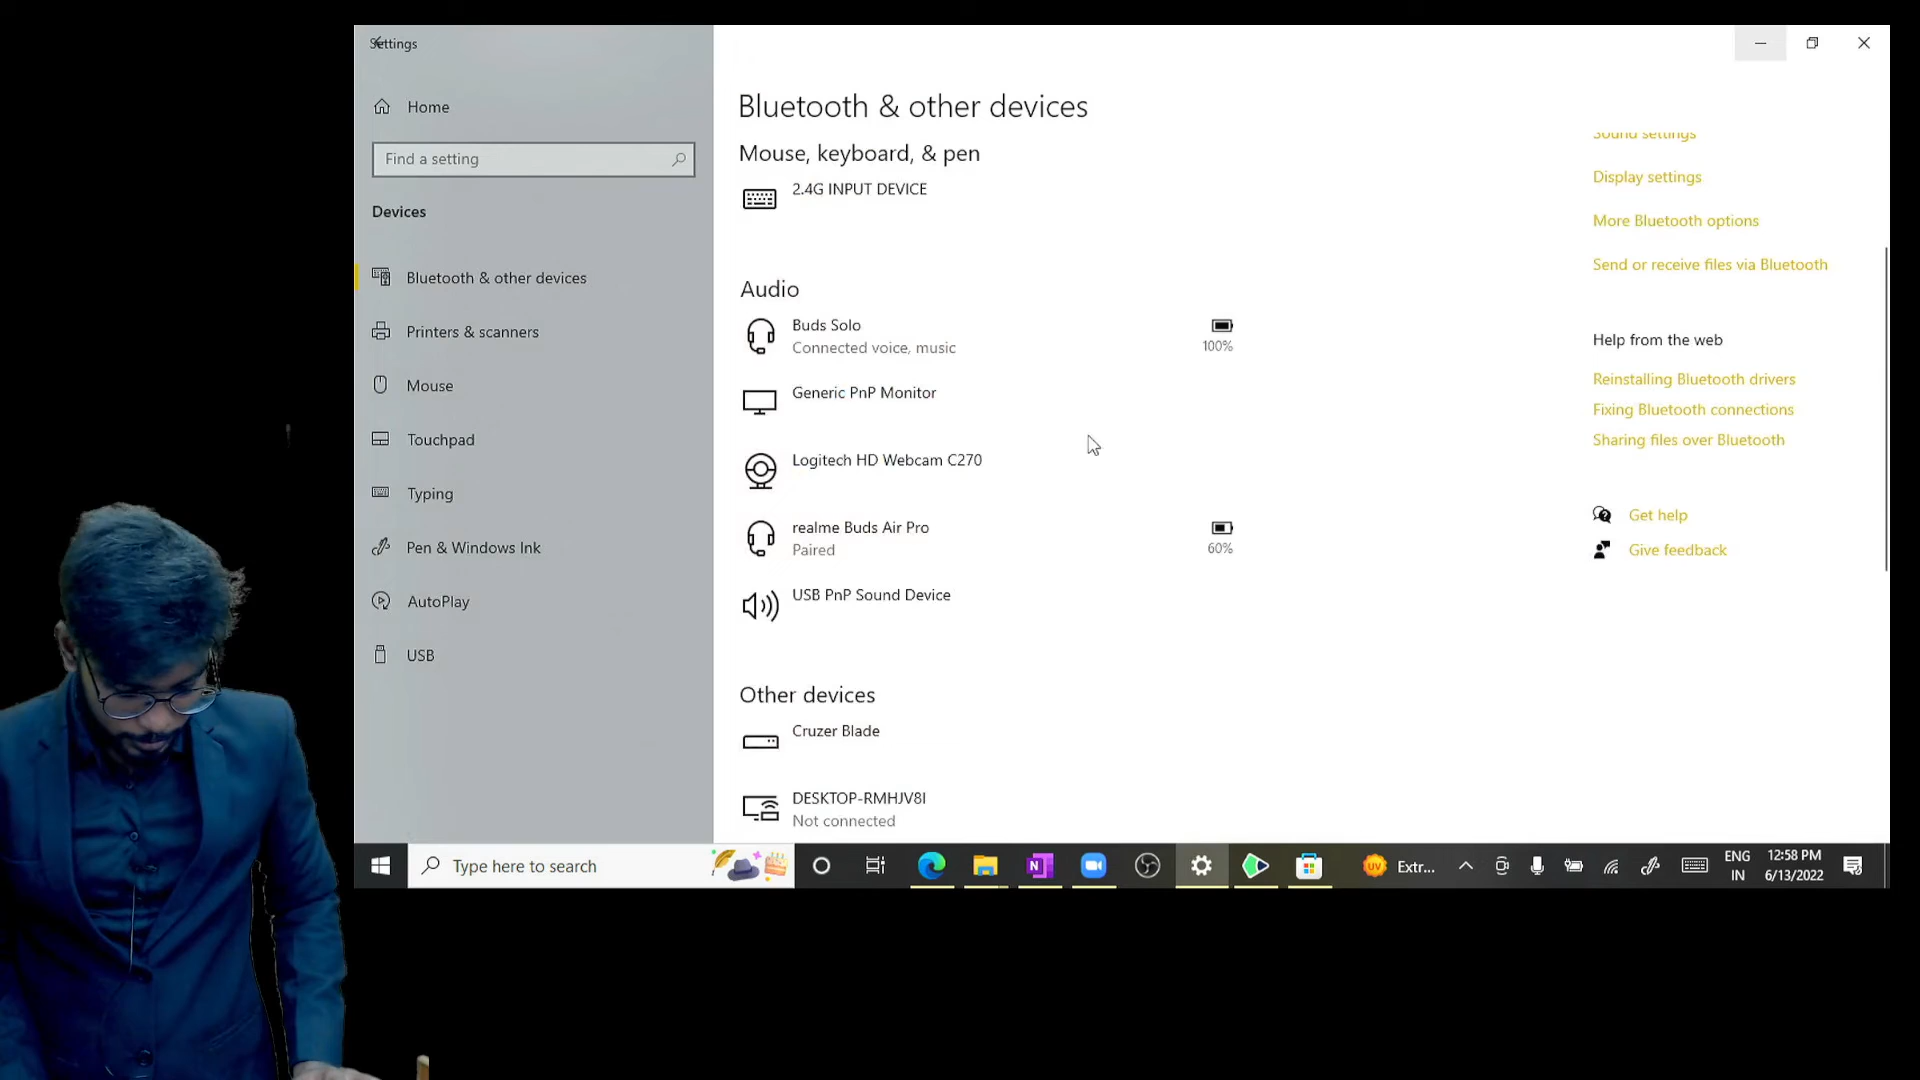 Settings
Home
Find a setting
Devices
Bluetooth & other devices
Printers & scanners
Mouse
Touchpad
Typing
Pen & Windows Ink
AutoPlay
USB
Bluetooth & other devices
Mouse, keyboard, & pen
2.4G INPUT DEVICE
Audio
Buds Solo
Connected voice, music
100%
Generic PnP Monitor
Logitech HD Webcam C270
realme Buds Air Pro
Paired
60%
USB PnP Sound Device
Other devices
Cruzer Blade
DESKTOP-RMHJV8I
Not connected
Sound settings
Display settings
More Bluetooth options
Send or receive files via Bluetooth
Help from the web
Reinstalling Bluetooth drivers
Fixing Bluetooth connections
Sharing files over Bluetooth
Get help
Give feedback
Type here to search
N
UV
Extr...
ENG
IN
12:58 PM
6/13/2022